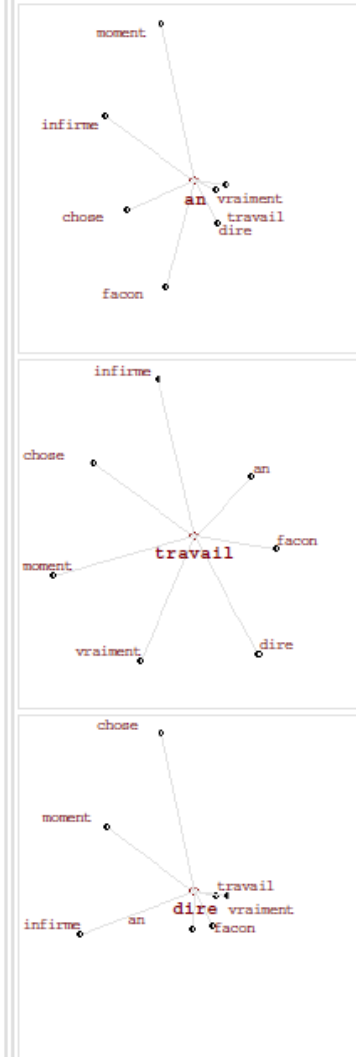 moment
infirme
an
vraiment
chose
travail
dire
facon
infirme
chose
an
facon
travail
moment
dire
vraiment
chose
moment
travail
dire
vraiment
an
infirme
facon